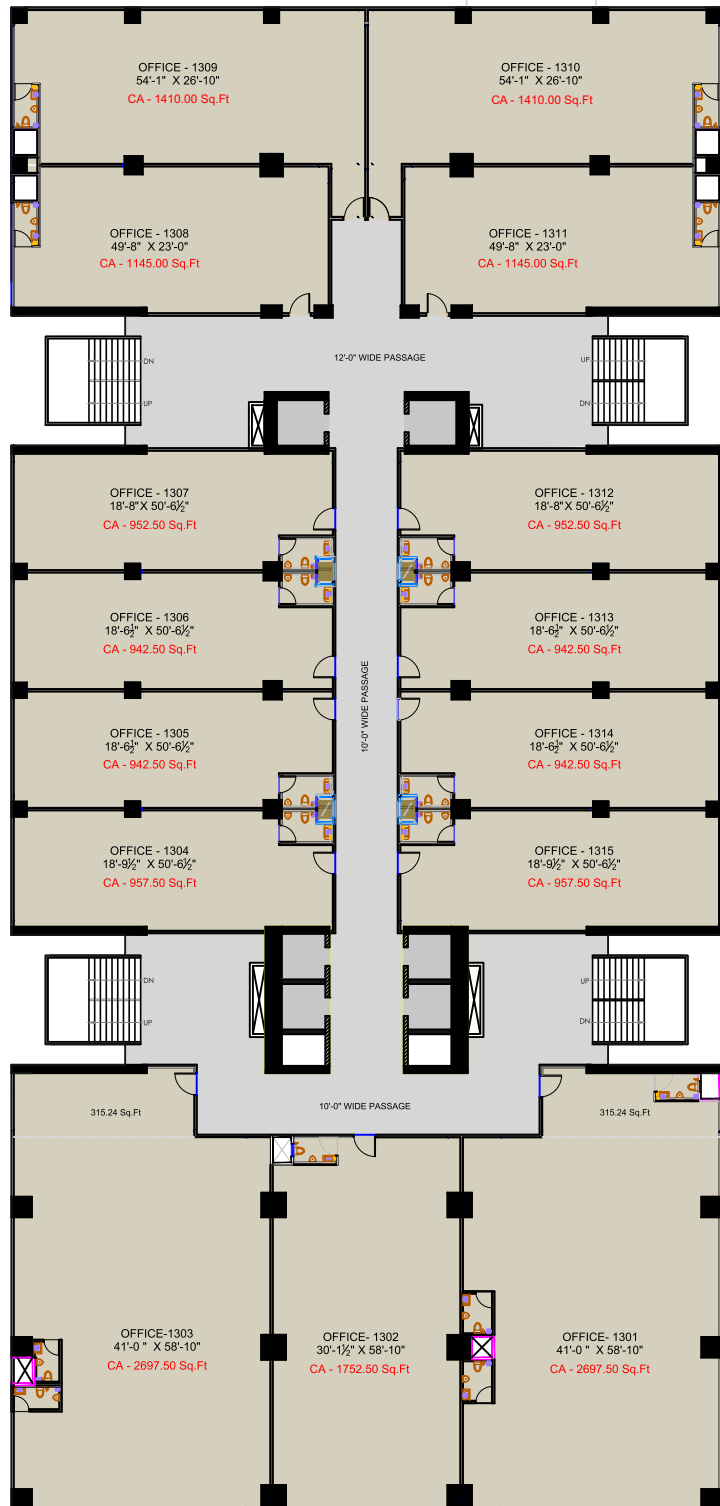 OFFICE - 1309
54'-1" X 26'-10"
CA - 1410.00 Sq.Ft
OFFICE - 1310
54'-1" X 26'-10"
CA - 1410.00 Sq.Ft
OFFICE - 1308
49'-8" X 23'-0"
CA - 1145.00 Sq.Ft
OFFICE - 1311
49'-8" X 23'-0"
CA - 1145.00 Sq.Ft
12'-0" WIDE PASSAGE
DN
UP
UP
DN
OFFICE - 1307
18'-8" X 50'-6½"
CA - 952.50 Sq.Ft
OFFICE - 1312
18'-8" X 50'-6½"
CA - 952.50 Sq.Ft
OFFICE - 1306
18'-6½" X 50'-6½"
CA - 942.50 Sq.Ft
OFFICE - 1313
18'-6½" X 50'-6½"
CA - 942.50 Sq.Ft
10'-0" WIDE PASSAGE
OFFICE - 1305
18'-6½" X 50'-6½"
CA - 942.50 Sq.Ft
OFFICE - 1314
18'-6½" X 50'-6½"
CA - 942.50 Sq.Ft
OFFICE - 1304
18'-9½" X 50'-6½"
CA - 957.50 Sq.Ft
OFFICE - 1315
18'-9½" X 50'-6½"
CA - 957.50 Sq.Ft
DN
UP
UP
DN
10'-0" WIDE PASSAGE
315.24 Sq.Ft
315.24 Sq.Ft
OFFICE-1303
41'-0 " X 58'-10"
CA - 2697.50 Sq.Ft
OFFICE- 1302
30'-1½" X 58'-10"
CA - 1752.50 Sq.Ft
OFFICE- 1301
41'-0 " X 58'-10"
CA - 2697.50 Sq.Ft